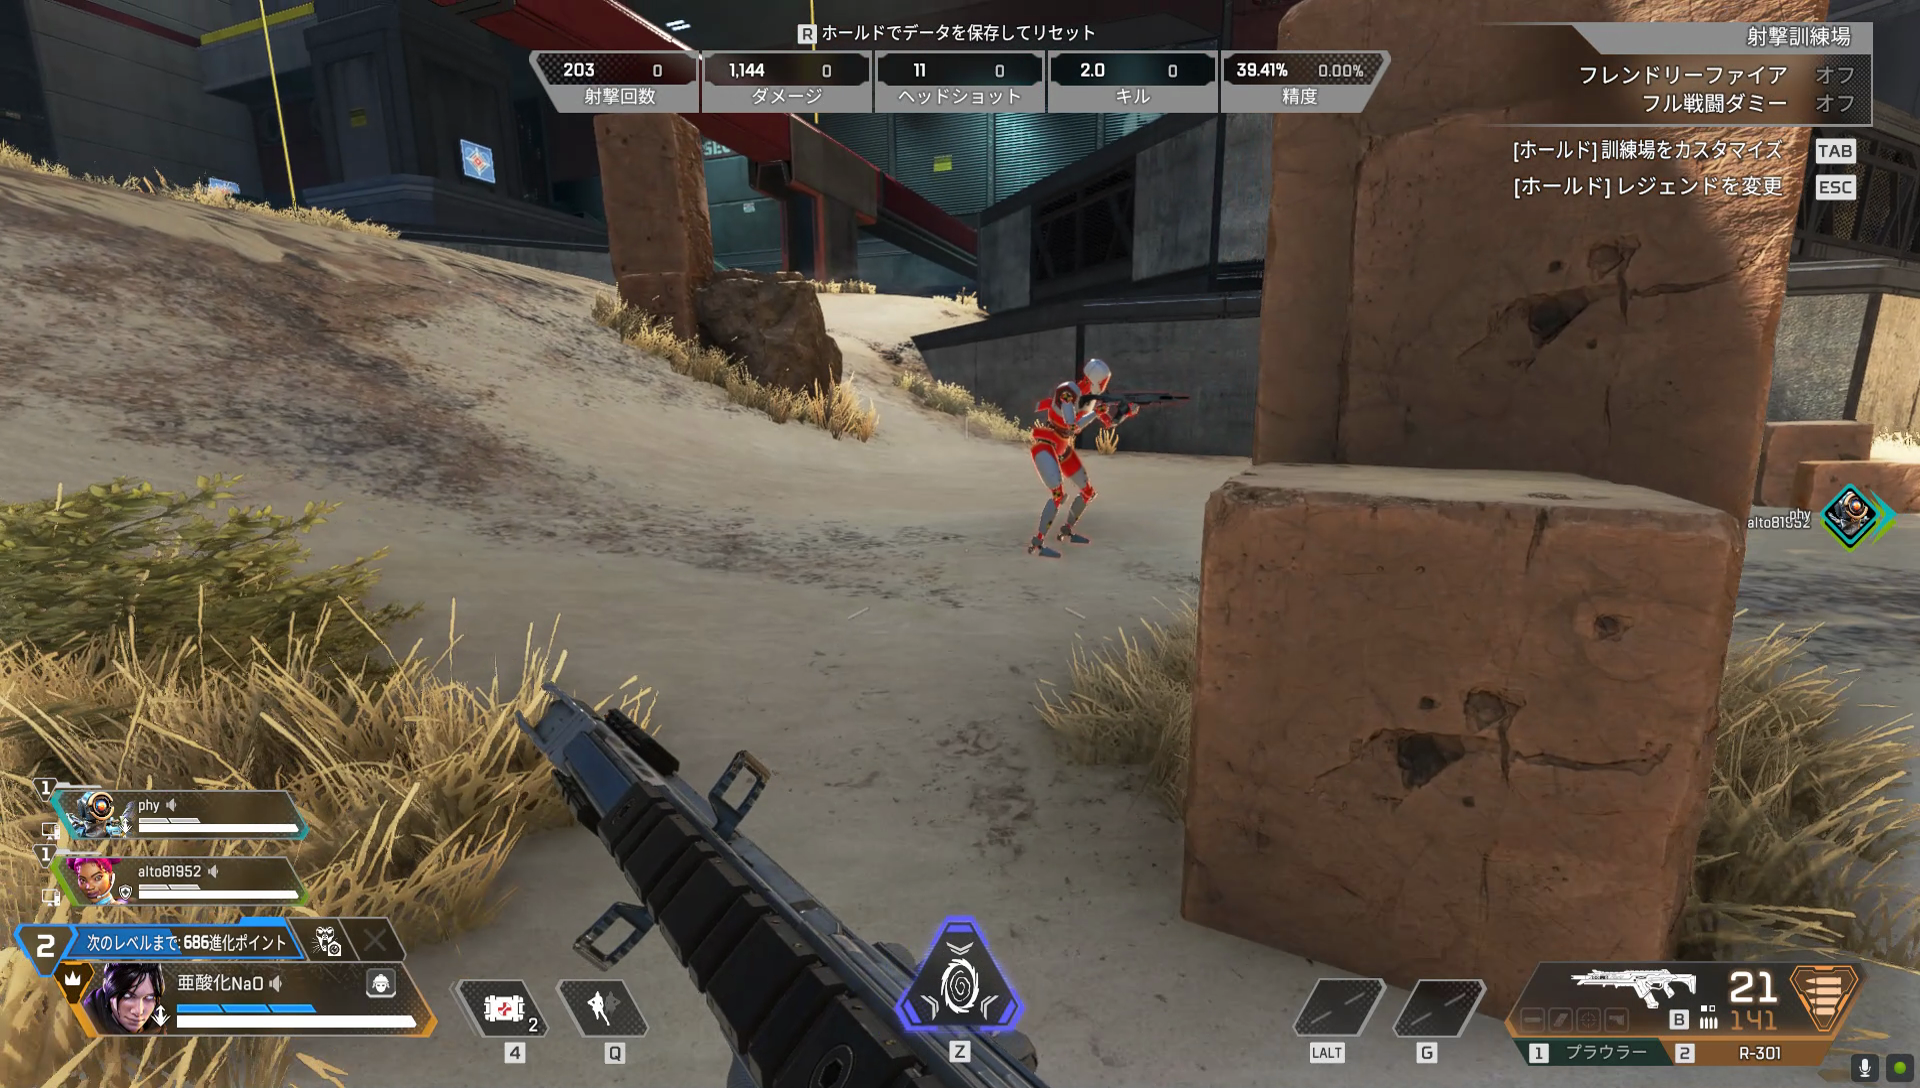 R ホールドでデータを保存してリセット
203 0 1,144 0 11 0 2.0 0 39.41% 0.00%
射撃回数 ダメージ ヘッドショット キル 精度
射撃訓練場
フレンドリーファイア オフ
フル戦闘ダミー オフ
[ホールド]訓練場をカスタマイズ TAB
[ホールド]レジェンドを変更 ESC
phy
alto81952
1
phy
1
alto81952
2 次のレベルまで: 686進化ポイント
亜酸化NaO
2
4 Q Z LALT G
21
B 141
1 プラウラー 2 R-301